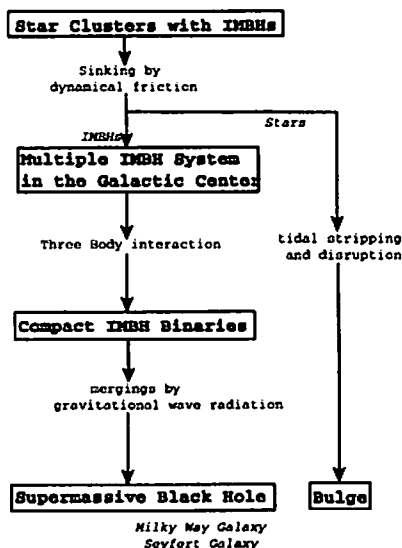 Star Clusters with IMBHs
Sinking by
dynamical friction
IMBHs
Stars
Multiple IMBH System
in the Galactic Center
Three Body interaction
tidal stripping
and disruption
Compact IMBH Binaries
mergings by
gravitational wave radiation
Supermassive Black Hole
Bulge
Milky Way Galaxy
Seyfort Galaxy